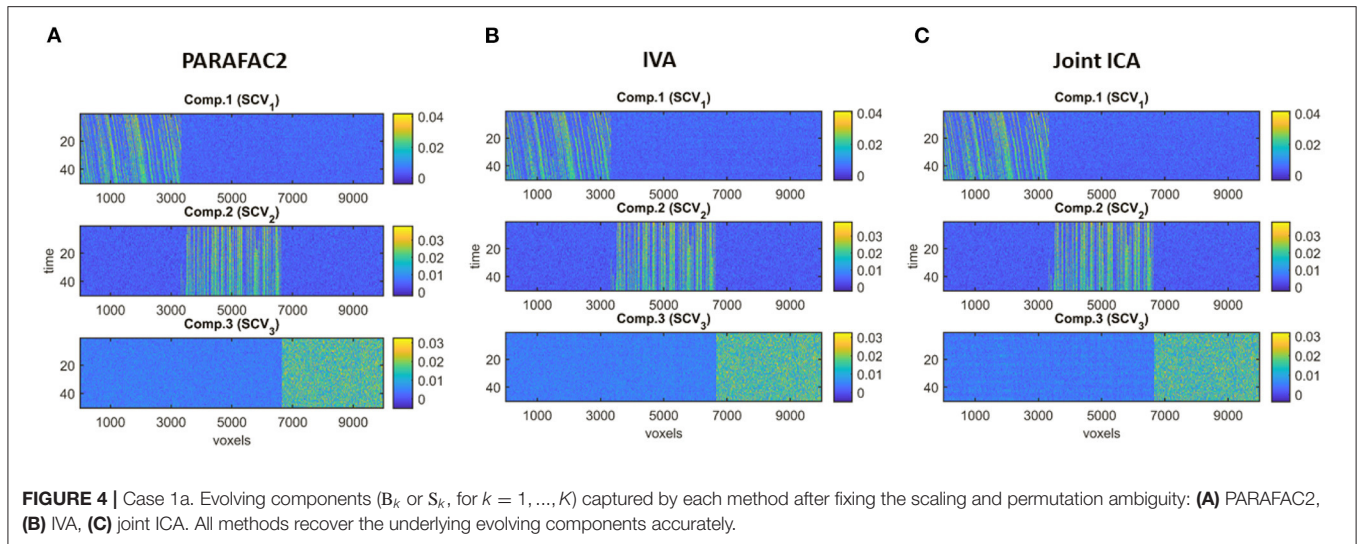 A
PARAFAC2
Comp.1 (SCV1)
20
40
0.04
0.02
0
1000 3000 5000 7000 9000
Comp.2 (SCV2)
time
20
40
0.03
0.02
0.01
0
1000 3000 5000 7000 9000
Comp.3 (SCV3)
20
40
0.03
0.02
0.01
0
1000 3000 5000 7000 9000
voxels
B
IVA
Comp.1 (SCV1)
20
40
0.04
0.02
0
1000 3000 5000 7000 9000
Comp.2 (SCV2)
time
20
40
0.03
0.02
0.01
0
1000 3000 5000 7000 9000
Comp.3 (SCV3)
20
40
0.03
0.02
0.01
0
1000 3000 5000 7000 9000
voxels
C
Joint ICA
Comp.1 (SCV1)
20
40
0.04
0.02
0
1000 3000 5000 7000 9000
Comp.2 (SCV2)
time
20
40
0.03
0.02
0.01
0
1000 3000 5000 7000 9000
Comp.3 (SCV3)
20
40
0.03
0.02
0.01
0
1000 3000 5000 7000 9000
voxels
FIGURE 4 | Case 1a. Evolving components (Bk or Sk, for k = 1, ..., K) captured by each method after fixing the scaling and permutation ambiguity: (A) PARAFAC2,
(B) IVA, (C) joint ICA. All methods recover the underlying evolving components accurately.